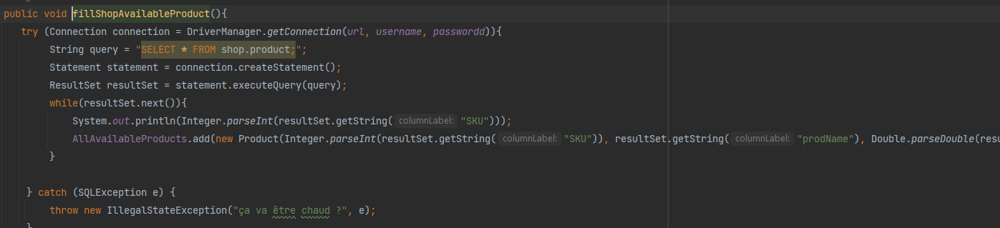 public void fillShopAvailableProduct(){
try (Connection connection = DriverManager.getConnection(url, username, passwordd)){
String query = "SELECT * FROM shop.product;";
Statement statement = connection.createStatement();
ResultSet resultSet = statement.executeQuery(query);
while(resultSet.next()){
System.out.println(Integer.parseInt(resultSet.getString( columnLabel: "SKU")));
AllAvailableProducts.add(new Product(Integer.parseInt(resultSet.getString( columnLabel: "SKU")), resultSet.getString( columnLabel: "prodName"), Double.parseDouble(resu
}
} catch (SQLException e) {
throw new IllegalStateException("ça va être chaud ?", e);
}